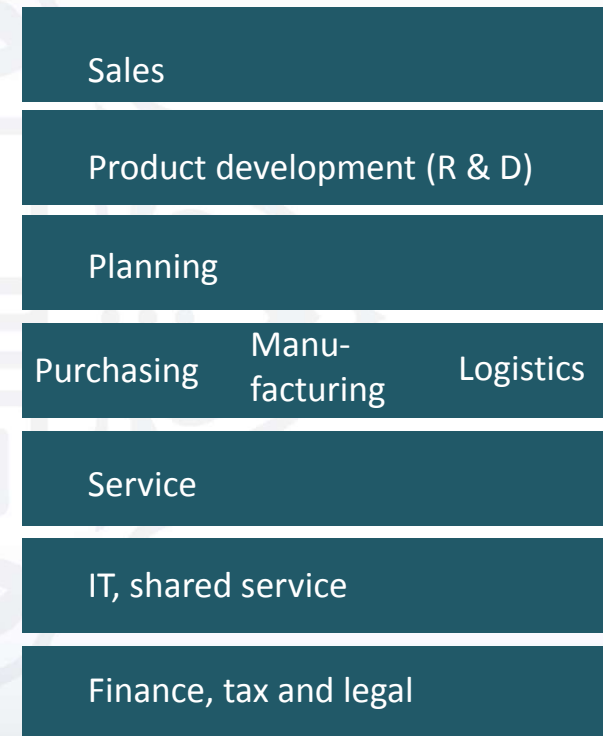 Sales
Product development (R & D)
Planning
Purchasing
Manu-
facturing
Logistics
Service
IT, shared service
Finance, tax and legal